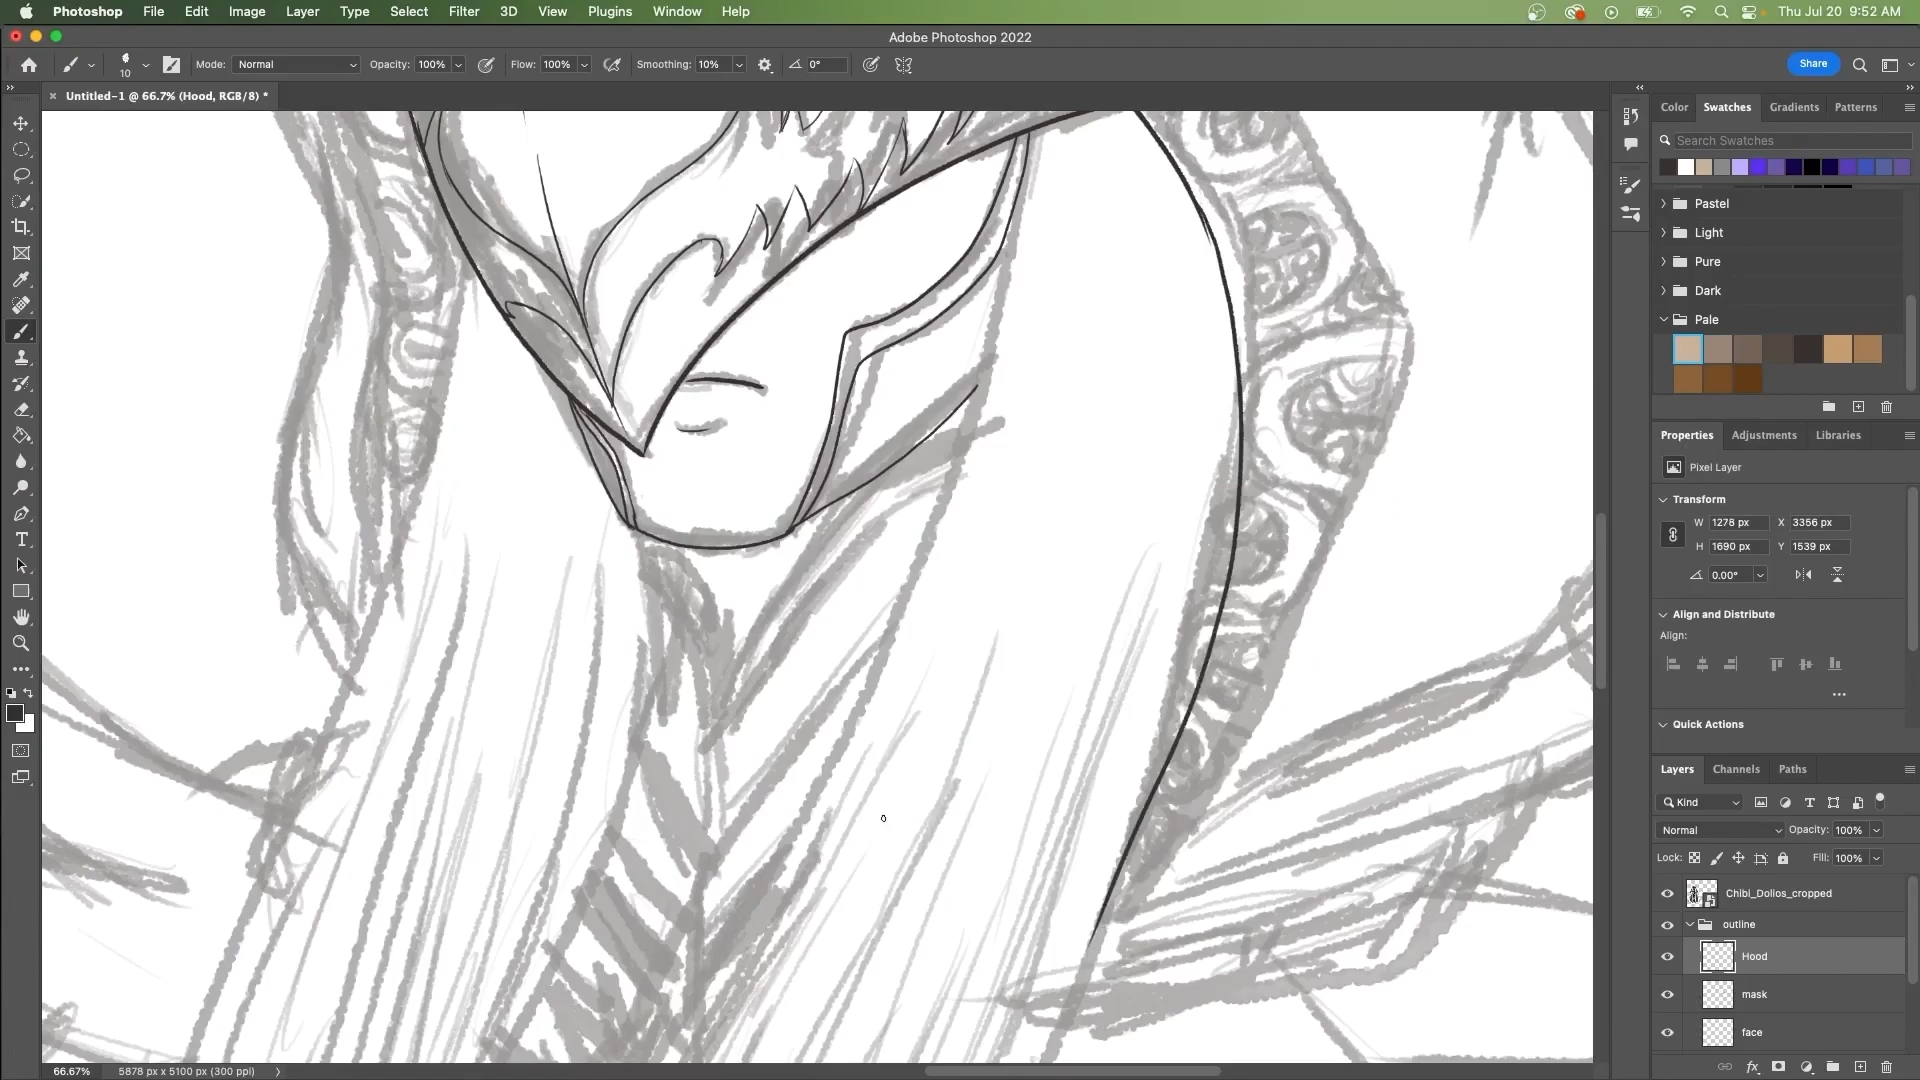 Photoshop File Edit Image Layer Type Select Filter 3D View Plugins Window Help Thu Jul 20 9:52 AM
Adobe Photoshop 2022
10 Mode: Normal Opacity: 100% Flow: 100% Smoothing: 10% 0° Share
Untitled-1 @ 66.7% (Hood, RGB/8) *
Color Swatches Gradients Patterns
Search Swatches
Pastel
Light
Pure
Dark
Pale
Properties Adjustments Libraries
Pixel Layer
Transform
W 1278 px X 3356 px
H 1690 px Y 1539 px
0.00°
Align and Distribute
Align:
Quick Actions
Layers Channels Paths
Kind
Normal Opacity: 100%
Lock: Fill: 100%
Chibi_Dolios_cropped
outline
Hood
mask
face
66.67% 5878 px x 5100 px (300 ppi)